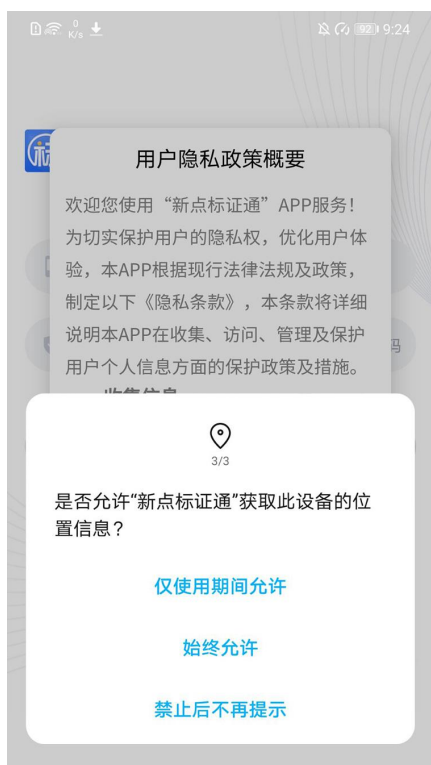 0
K/s
92
9:24
标
用户隐私政策概要
欢迎您使用“新点标证通”APP服务！
为切实保护用户的隐私权，优化用户体
验，本APP根据现行法律法规及政策，
制定以下《隐私条款》，本条款将详细
说明本APP在收集、访问、管理及保护
码
用户个人信息方面的保护政策及措施。
3/3
是否允许“新点标证通”获取此设备的位
置信息？
仅使用期间允许
始终允许
禁止后不再提示